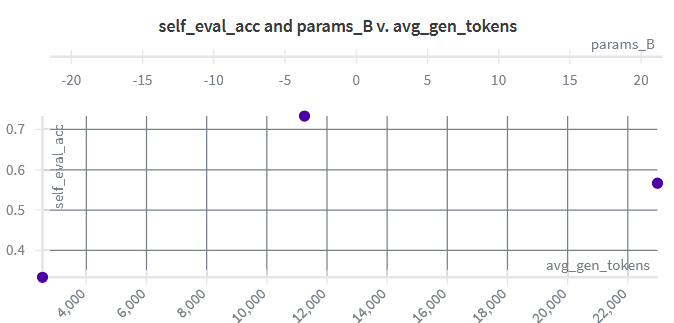 self_eval_acc and params_B v. avg_gen_tokens
params_B
-20 -15 -10 -5 0 5 10 15 20
0.7
0.6
0.5
0.4
self_eval_acc
avg_gen_tokens
4,000 6,000 8,000 10,000 12,000 14,000 16,000 18,000 20,000 22,000